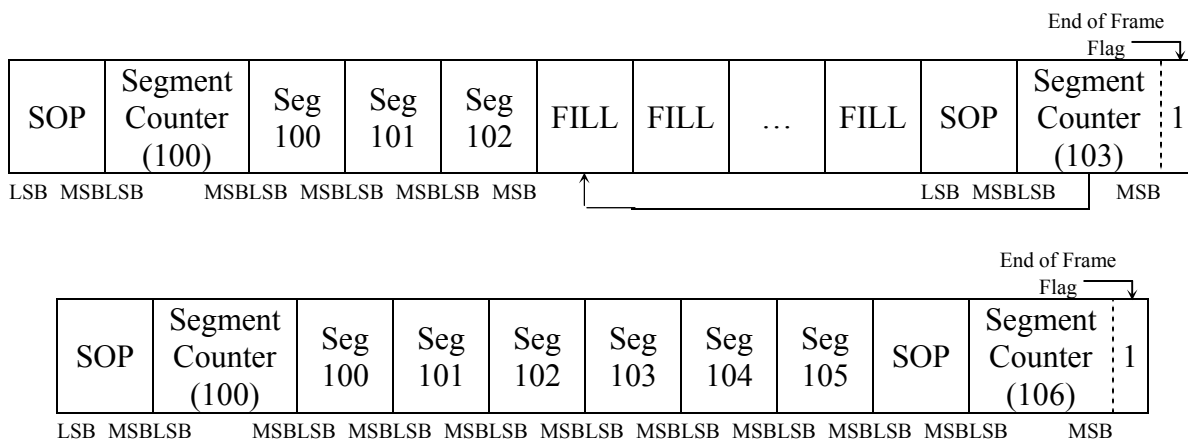 End of Frame
Flag
SOP
Segment
Counter
(100)
Seg
100
Seg
101
Seg
102
FILL
FILL
...
FILL
SOP
Segment
Counter
(103)
1
LSB MSBLSB MSBLSB MSBLSB MSBLSB MSB LSB MSBLSB MSB
End of Frame
Flag
SOP
Segment
Counter
(100)
Seg
100
Seg
101
Seg
102
Seg
103
Seg
104
Seg
105
SOP
Segment
Counter
(106)
1
LSB MSBLSB MSBLSB MSBLSB MSBLSB MSBLSB MSBLSB MSBLSB MSBLSB MSB